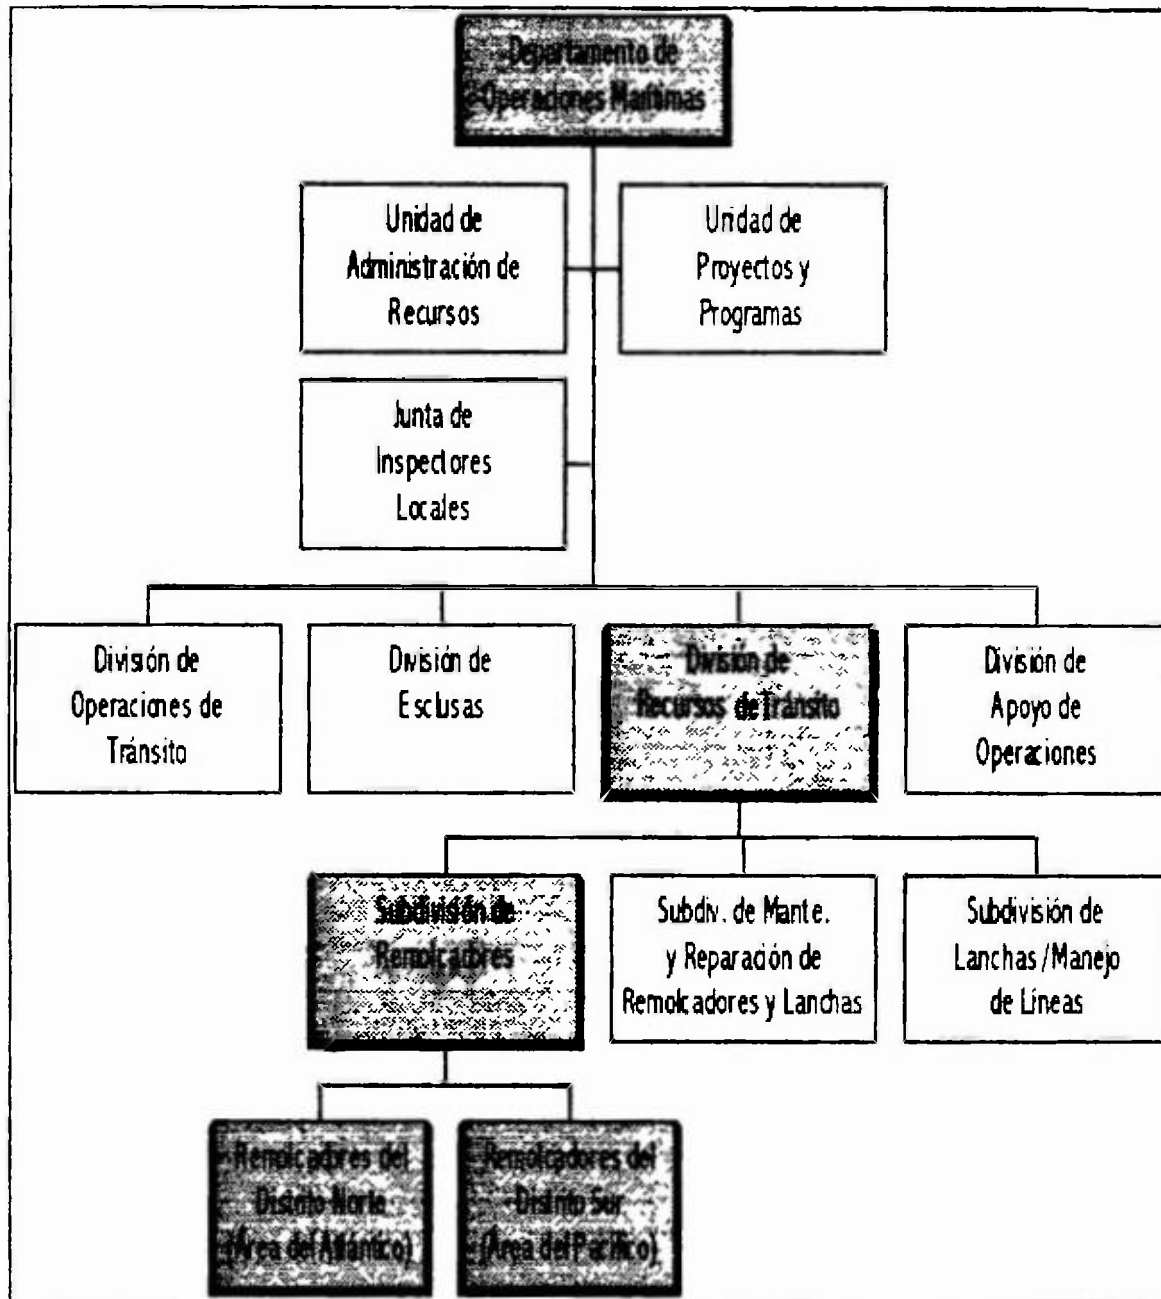 Departamento de
Operaciones Marítimas
Unidad de
Administración de
Recursos
Unidad de
Proyectos y
Programas
Junta de
Inspectores
Locales
División de
Operaciones de
Tránsito
División de
Esclusas
División de
Recursos de Tránsito
División de
Apoyo de
Operaciones
Subdivisión de
Remolcadores
Subdiv. de Mante.
y Reparación de
Remolcadores y Lanchas
Subdivisión de
Lanchas/Manejo
de Líneas
Remolcadores del
Distrito Norte
(Área del Atlántico)
Remolcadores del
Distrito Sur
(Área del Pacífico)